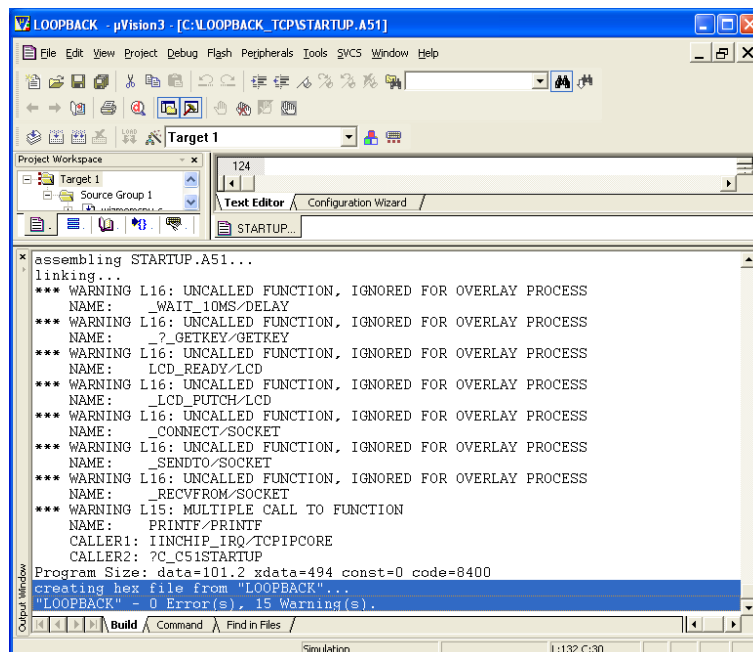 LOOPBACK - µVision3 - [C:\LOOPBACK_TCP\STARTUP.A51]
File Edit View Project Debug Flash Peripherals Tools SVCS Window Help
LOAD
Target 1
Project Workspace
Target 1
Source Group 1
124
Text Editor Configuration Wizard
STARTUP...
assembling STARTUP.A51...
linking...
*** WARNING L16: UNCALLED FUNCTION, IGNORED FOR OVERLAY PROCESS
NAME: _WAIT_10MS/DELAY
*** WARNING L16: UNCALLED FUNCTION, IGNORED FOR OVERLAY PROCESS
NAME: _?_GETKEY/GETKEY
*** WARNING L16: UNCALLED FUNCTION, IGNORED FOR OVERLAY PROCESS
NAME: LCD_READY/LCD
*** WARNING L16: UNCALLED FUNCTION, IGNORED FOR OVERLAY PROCESS
NAME: _LCD_PUTCH/LCD
*** WARNING L16: UNCALLED FUNCTION, IGNORED FOR OVERLAY PROCESS
NAME: _CONNECT/SOCKET
*** WARNING L16: UNCALLED FUNCTION, IGNORED FOR OVERLAY PROCESS
NAME: _SENDTO/SOCKET
*** WARNING L16: UNCALLED FUNCTION, IGNORED FOR OVERLAY PROCESS
NAME: _RECVFROM/SOCKET
*** WARNING L15: MULTIPLE CALL TO FUNCTION
NAME: PRINTF/PRINTF
CALLER1: IINCHIP_IRQ/TCPIPCORE
CALLER2: ?C_C51STARTUP
Program Size: data=101.2 xdata=494 const=0 code=8400
creating hex file from "LOOPBACK"...
"LOOPBACK" - 0 Error(s), 15 Warning(s).
Output Window
Build Command Find in Files
Simulation L:132 C:30